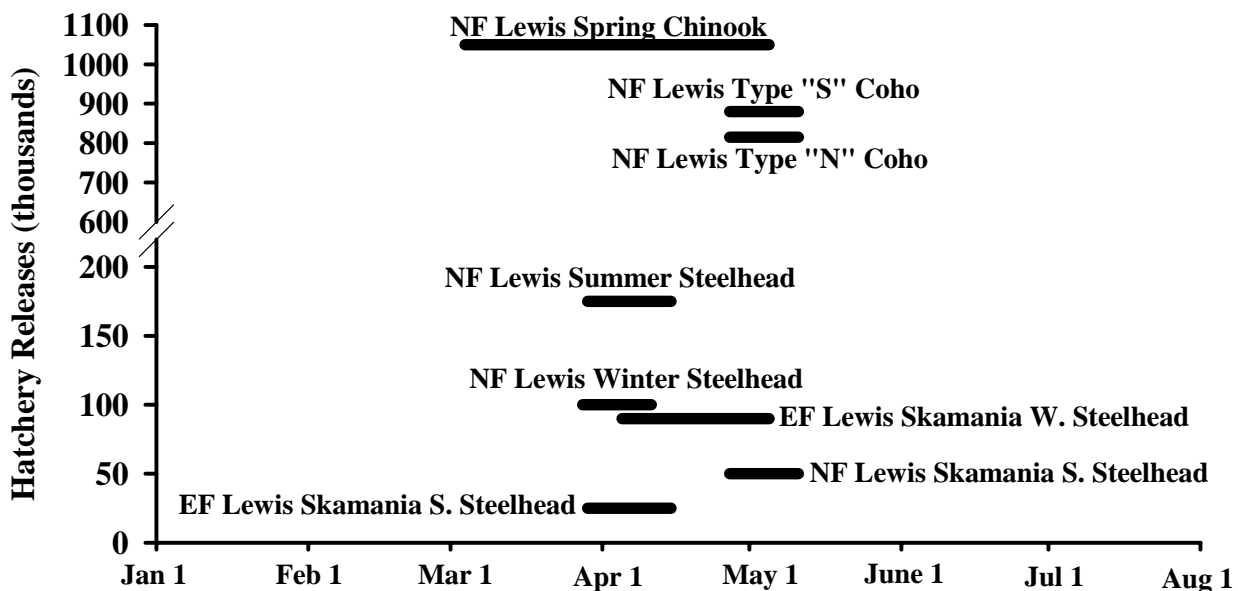 Hatchery Releases (thousands)
1100
1000
900
800
700
600
200
150
100
50
0
NF Lewis Spring Chinook
NF Lewis Type "S" Coho
NF Lewis Type "N" Coho
NF Lewis Summer Steelhead
NF Lewis Winter Steelhead
EF Lewis Skamania W. Steelhead
NF Lewis Skamania S. Steelhead
EF Lewis Skamania S. Steelhead
Jan 1 Feb 1 Mar 1 Apr 1 May 1 June 1 Jul 1 Aug 1